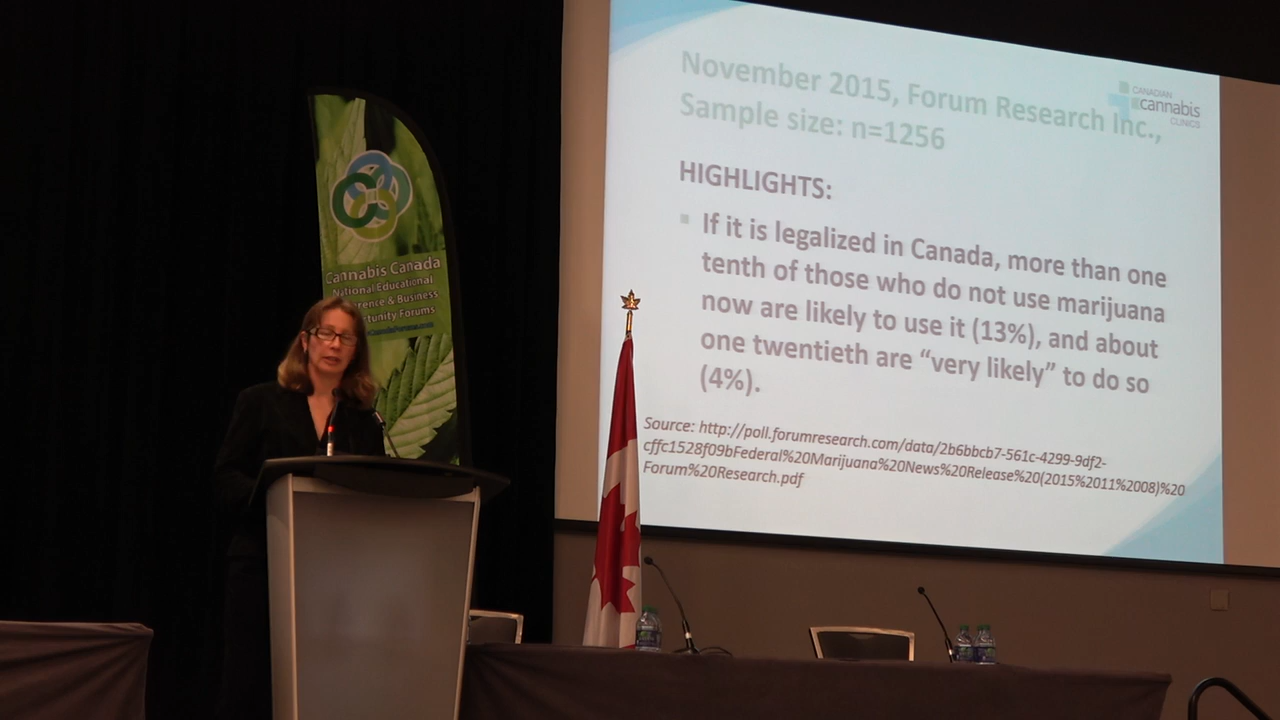 November 2015, Forum Research Inc.,
Sample size: n=1256
CANADIAN
cannabis
CLINICS
HIGHLIGHTS:
If it is legalized in Canada, more than one
tenth of those who do not use marijuana
now are likely to use it (13%), and about
one twentieth are “very likely” to do so
(4%).
Source: http://poll.forumresearch.com/data/2b6bbcb7-561c-4299-9df2-
cffc1528f09bFederal%20Marijuana%20News%20Release%20(2015%2011%2008)%20
Forum%20Research.pdf
Cannabis Canada
National Educational
erence & Business
tunity Forums